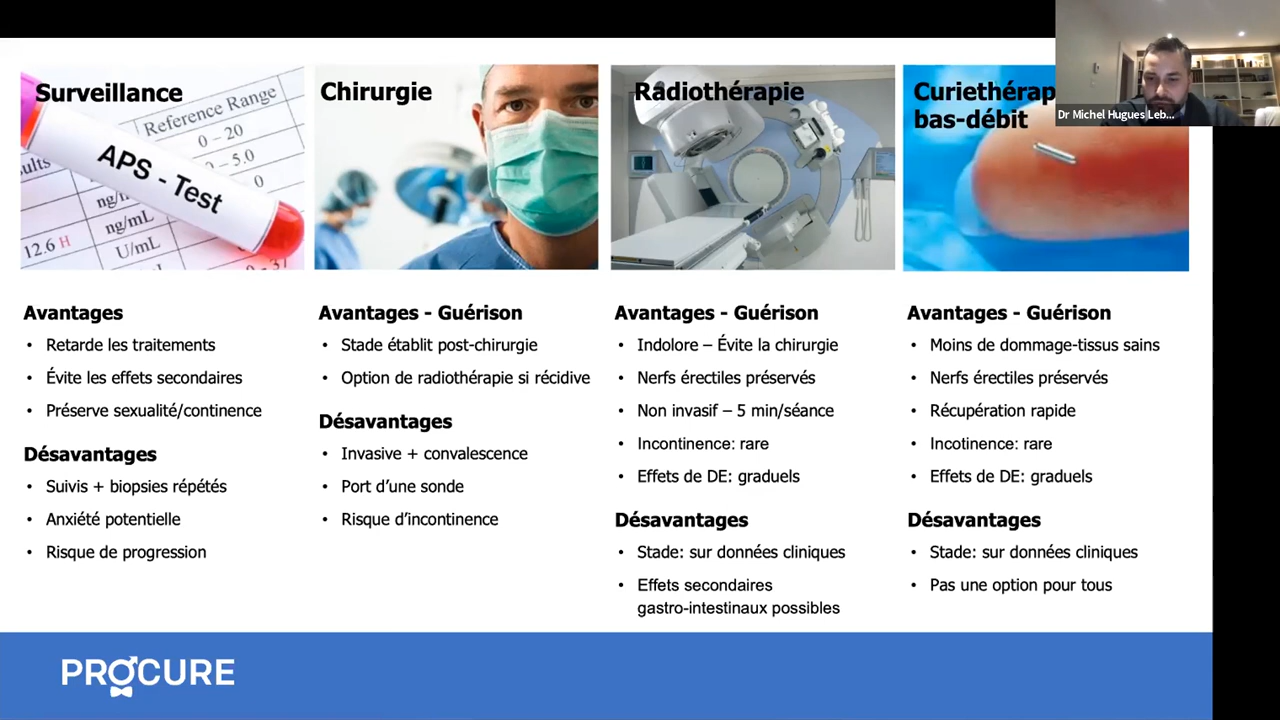 Surveillance
Reference Range
0 – 20
– 5.0
0
APS - Test
ng/mL
U/mL
12.6 H
Avantages
• Retarde les traitements
• Évite les effets secondaires
• Préserve sexualité/continence
Désavantages
• Suivis + biopsies répétés
• Anxiété potentielle
• Risque de progression
Chirurgie
Avantages - Guérison
• Stade établit post-chirurgie
• Option de radiothérapie si récidive
Désavantages
• Invasive + convalescence
• Port d’une sonde
• Risque d’incontinence
Radiothérapie
Avantages - Guérison
• Indolore – Évite la chirurgie
• Nerfs érectiles préservés
• Non invasif – 5 min/séance
• Incontinence: rare
• Effets de DE: graduels
Désavantages
• Stade: sur données cliniques
• Effets secondaires
gastro-intestinaux possibles
Curiethérap
bas-débit
Dr Michel Hugues Leb...
Avantages - Guérison
• Moins de dommage-tissus sains
• Nerfs érectiles préservés
• Récupération rapide
• Incotinence: rare
• Effets de DE: graduels
Désavantages
• Stade: sur données cliniques
• Pas une option pour tous
PROCURE